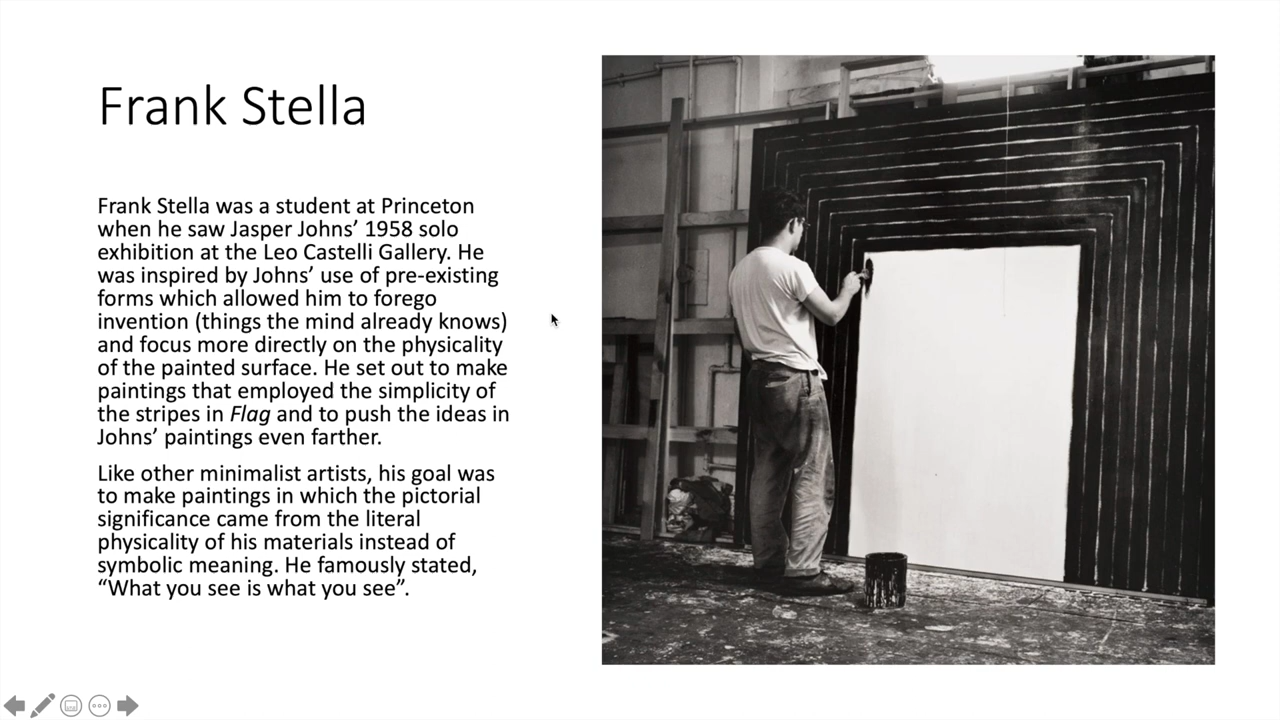 Frank Stella
Frank Stella was a student at Princeton
when he saw Jasper Johns’ 1958 solo
exhibition at the Leo Castelli Gallery. He
was inspired by Johns’ use of pre-existing
forms which allowed him to forego
invention (things the mind already knows)
and focus more directly on the physicality
of the painted surface. He set out to make
paintings that employed the simplicity of
the stripes in Flag and to push the ideas in
Johns’ paintings even farther.
Like other minimalist artists, his goal was
to make paintings in which the pictorial
significance came from the literal
physicality of his materials instead of
symbolic meaning. He famously stated,
“What you see is what you see”.